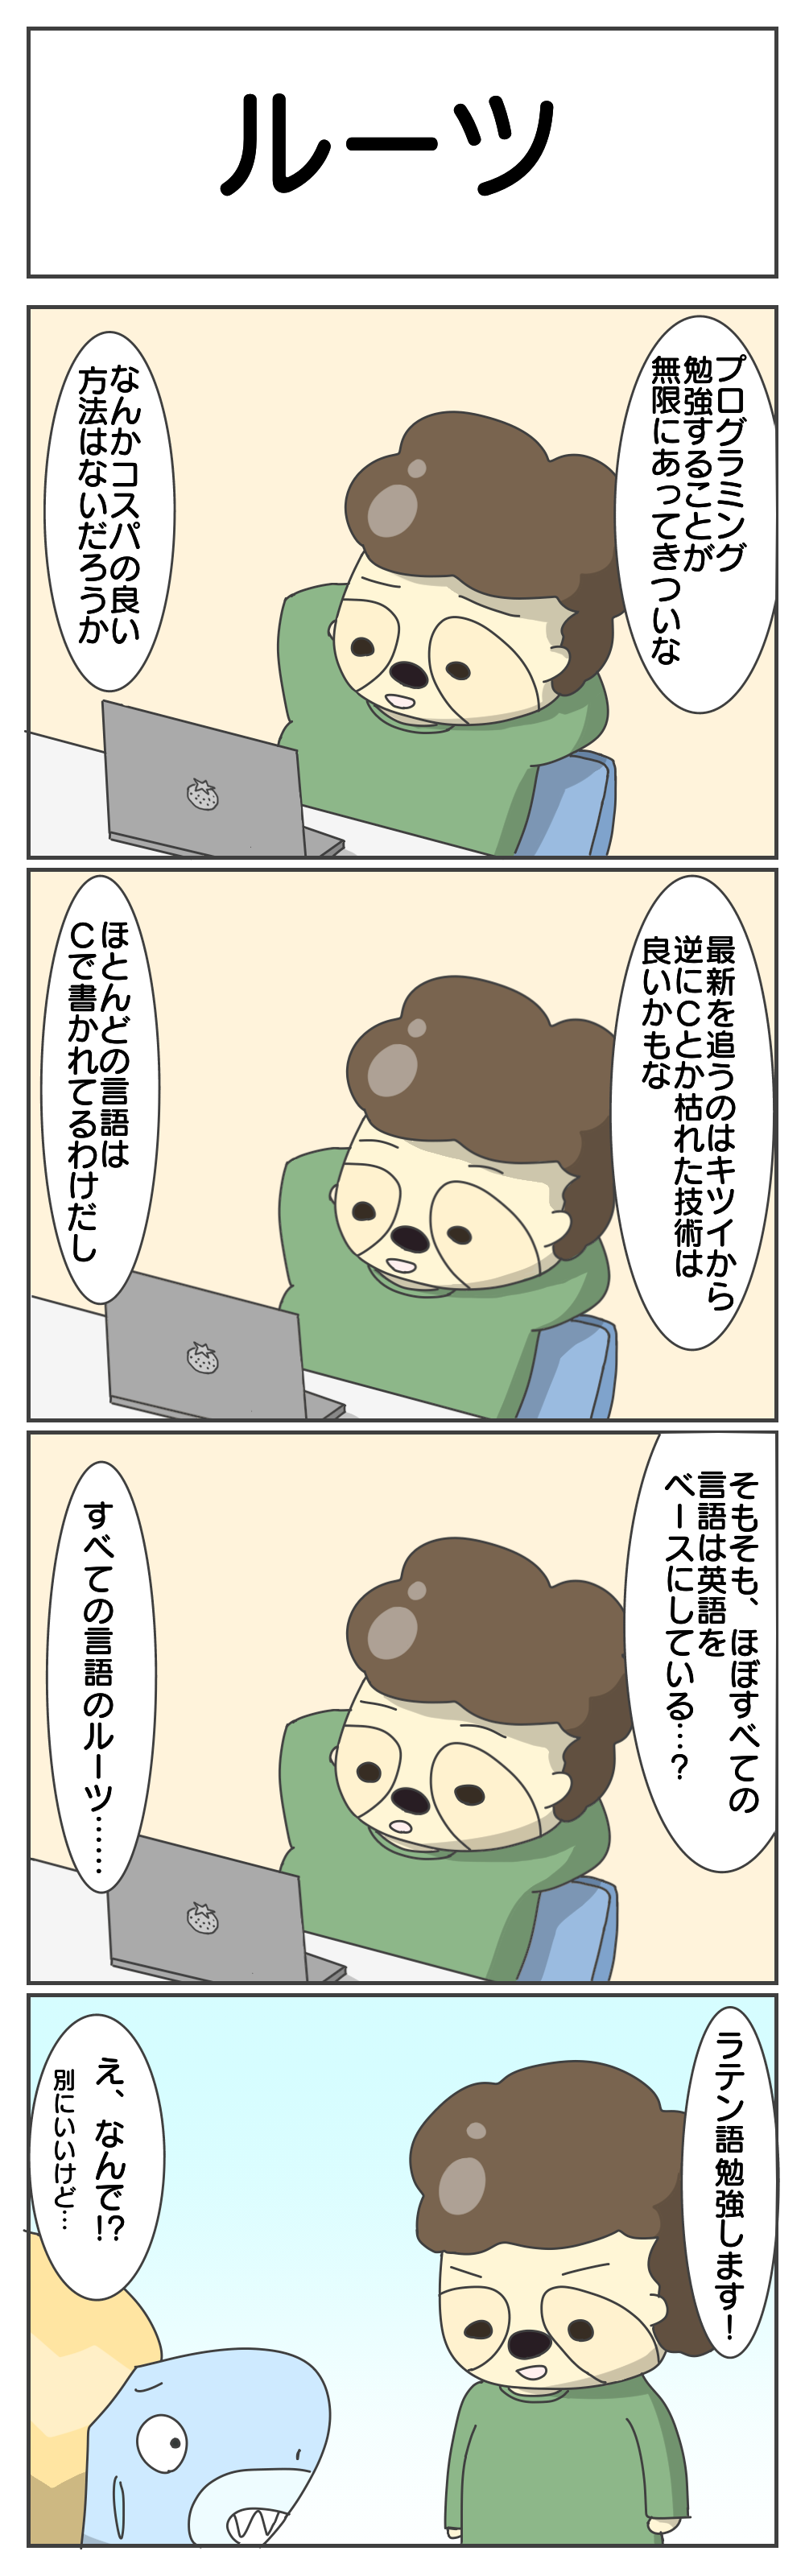 ルーツ
プログラミング
勉強することが
無限にあってきついな
なんかコスパの良い
方法はないだろうか
最新を追うのはキツイから
逆にCとか枯れた技術は
良いかもな
ほとんどの言語は
Cで書かれてるわけだし
そもそも、ほぼすべての
言語は英語を
ベースにしている…?
すべての言語のルーツ……
ラテン語勉強します!
え、なんで!?
別にいいけど…